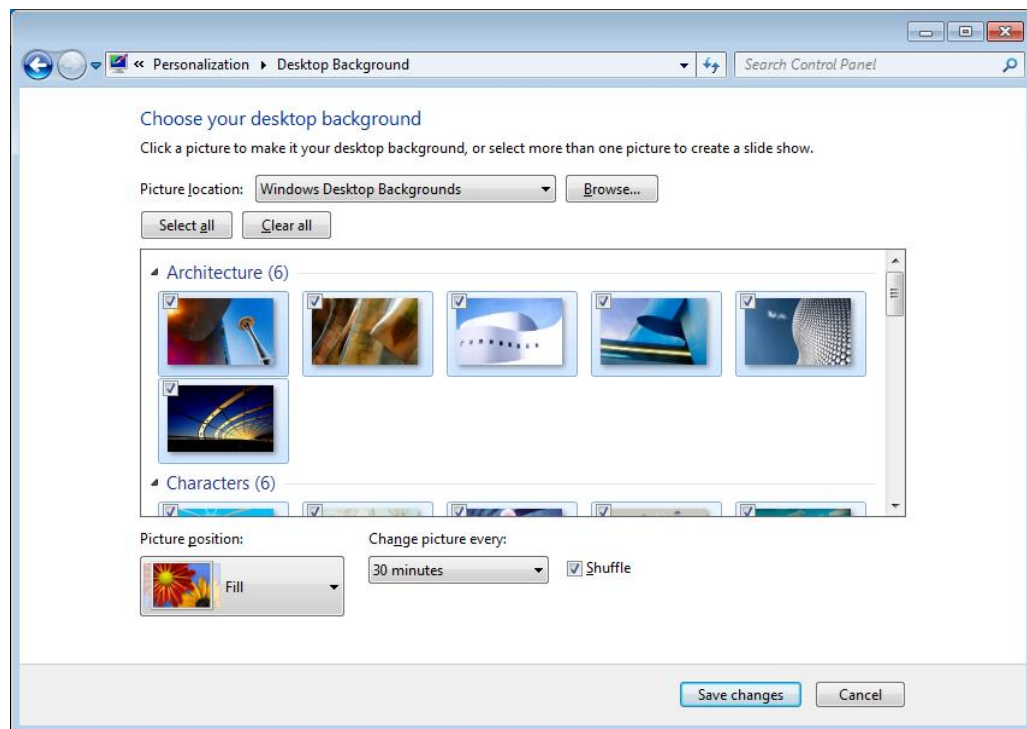 « Personalization ▸ Desktop Background
Search Control Panel
Choose your desktop background
Click a picture to make it your desktop background, or select more than one picture to create a slide show.
Picture location: Windows Desktop Backgrounds Browse...
Select all Clear all
Architecture (6)
Characters (6)
Picture position: Change picture every:
Fill 30 minutes Shuffle
Save changes Cancel